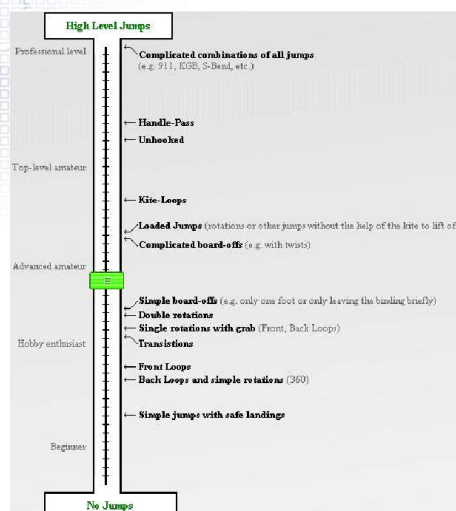 High Level Jumps
Professional level
Complicated combinations of all jumps
(e.g. 911, KGB, S-Bend, etc.)
Handle-Pass
Unhooked
Top-level amateur
Kite-Loops
Loaded Jumps (rotations or other jumps without the help of the kite to lift of
Complicated board-offs (e.g. with twists)
Advanced amateur
Simple board-offs (e.g. only one foot or only leaving the binding briefly)
Double rotations
Single rotations with grab (Front, Back Loops)
Hobby enthusiast
Transistions
Front Loops
Back Loops and simple rotations (360)
Simple jumps with safe landings
Beginner
No Jumps